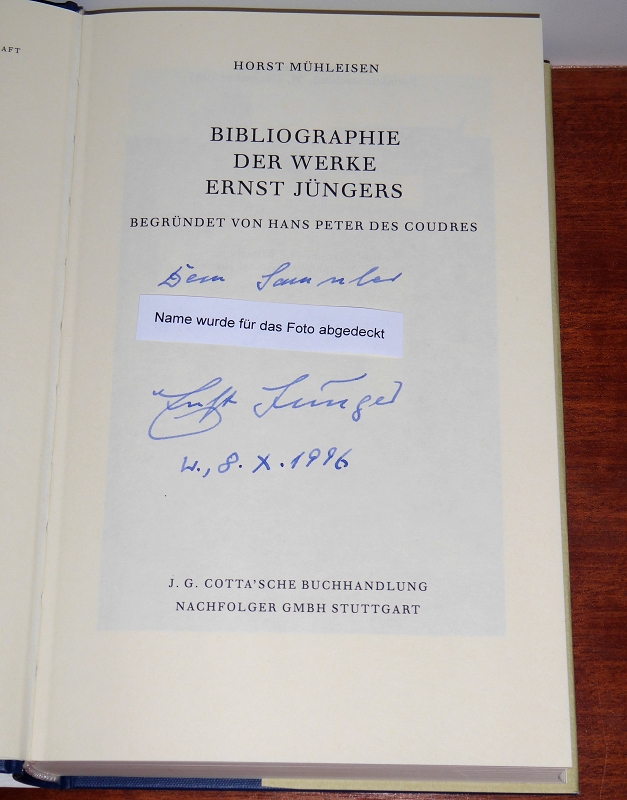 AFT
HORST MÜHLEISEN
BIBLIOGRAPHIE
DER WERKE
ERNST JÜNGERS
BEGRÜNDET VON HANS PETER DES COUDRES
Dem Sammler
Name wurde für das Foto abgedeckt
Ernst Jünger
W., 8. X. 1996
J. G. COTTA'SCHE BUCHHANDLUNG
NACHFOLGER GMBH STUTTGART